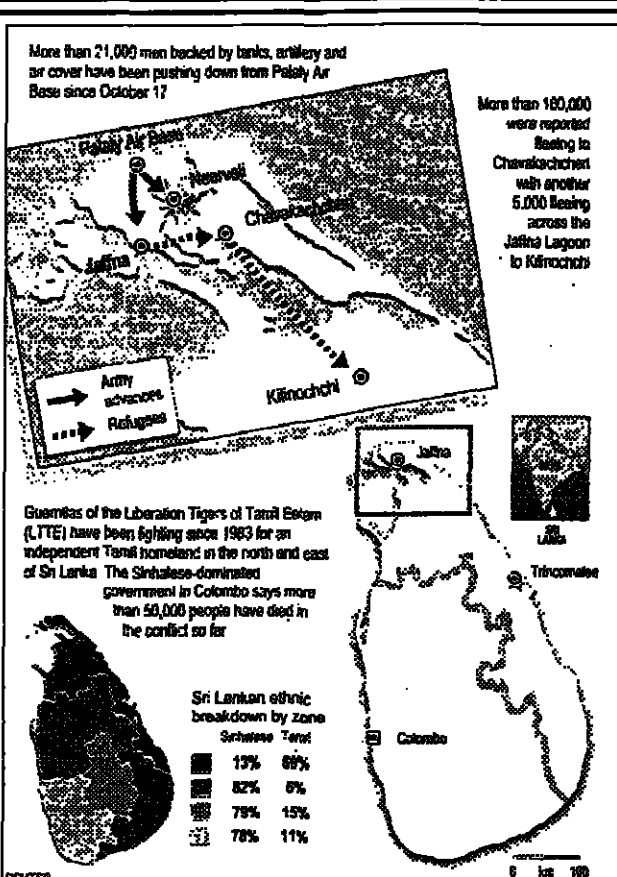 More than 21,000 men backed by tanks, artillery and
air cover have been pushing down from Palaly Air
Base since October 17
More than 160,000
were reported
fleeing to
Chavakachcheri
with another
5,000 fleeing
across the
Jaffna Lagoon
to Kilinochchi
Palaly Air Base
Neerveli
Chavakachcheri
Jaffna
Kilinochchi
Army
advances
Refugees
Jaffna
SRI
LANKA
Trincomalee
Colombo
Guerrillas of the Liberation Tigers of Tamil Eelam
(LTTE) have been fighting since 1983 for an
independent Tamil homeland in the north and east
of Sri Lanka The Sinhalese-dominated
government in Colombo says more
than 50,000 people have died in
the conflict so far
Sri Lankan ethnic
breakdown by zone
Sinhalese Tamil
13%
82% 6%
79% 15%
78% 11%
0 km 100